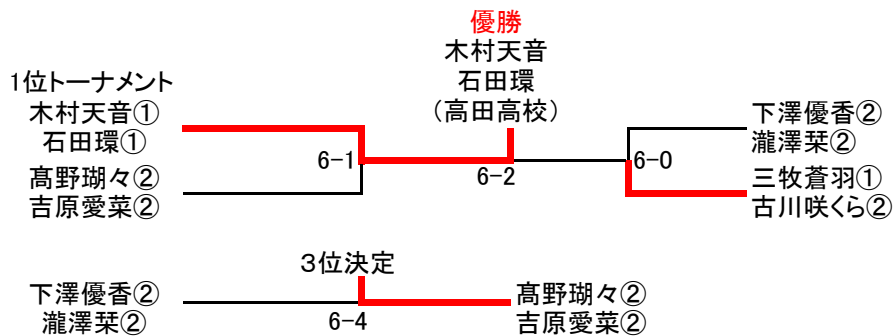 優勝
木村天音
石田環
（高田高校）
1位トーナメント
木村天音①
石田環①
髙野瑚々②
吉原愛菜②
6-1
6-2
6-0
下澤優香②
瀧澤栞②
三牧蒼羽①
古川咲くら②
３位決定
下澤優香②
瀧澤栞②
6-4
髙野瑚々②
吉原愛菜②